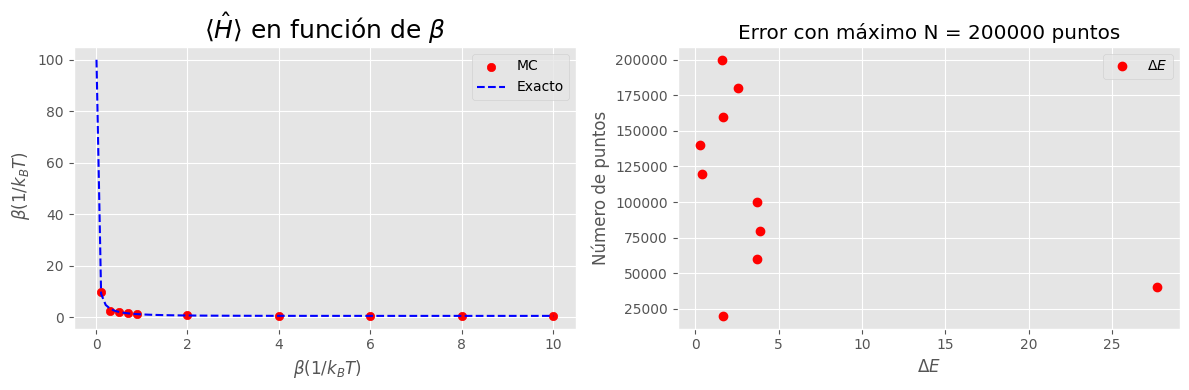 ⟨Ĥ⟩ en función de β
MC
Exacto
100
80
60
40
20
0
β(1/k_BT)
0
2
4
6
8
10
β(1/k_BT)
Error con máximo N = 200000 puntos
ΔE
200000
175000
150000
125000
100000
75000
50000
25000
Número de puntos
0
5
10
15
20
25
ΔE